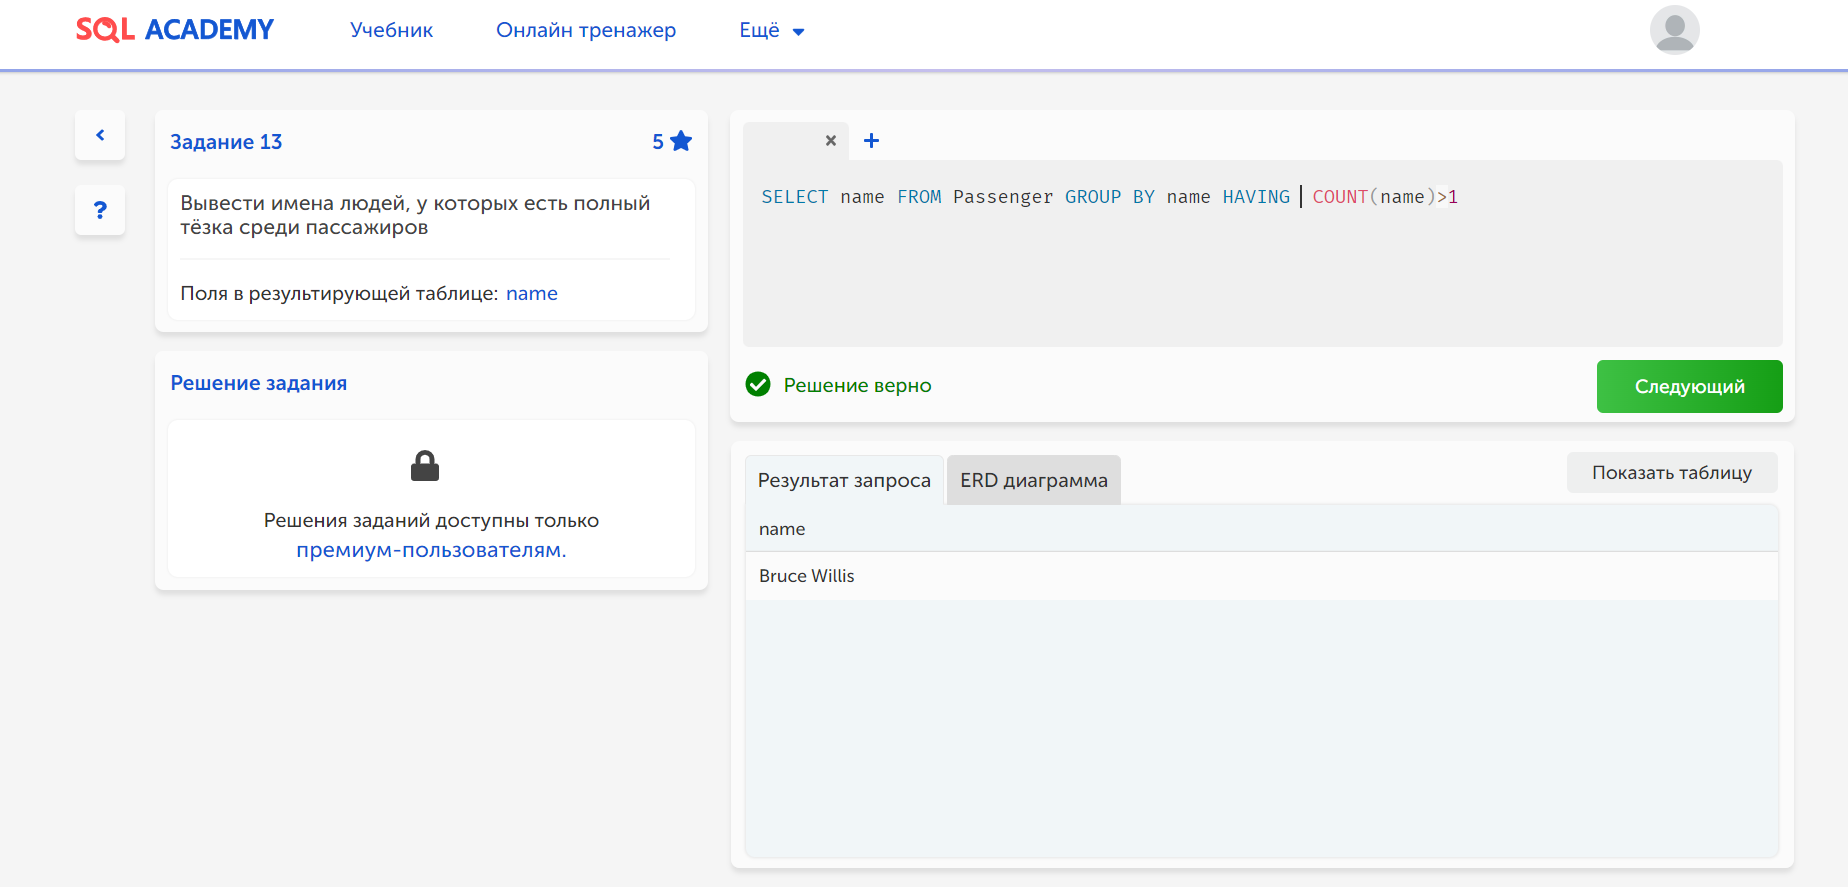 SQL ACADEMY
Учебник
Онлайн тренажер
Ещё
Задание 13
5
Вывести имена людей, у которых есть полный
тёзка среди пассажиров
Поля в результирующей таблице: name
Решение задания
Решения заданий доступны только
премиум-пользователям.
SELECT name FROM Passenger GROUP BY name HAVING COUNT(name)>1
Решение верно
Следующий
Результат запроса
ERD диаграмма
Показать таблицу
name
Bruce Willis